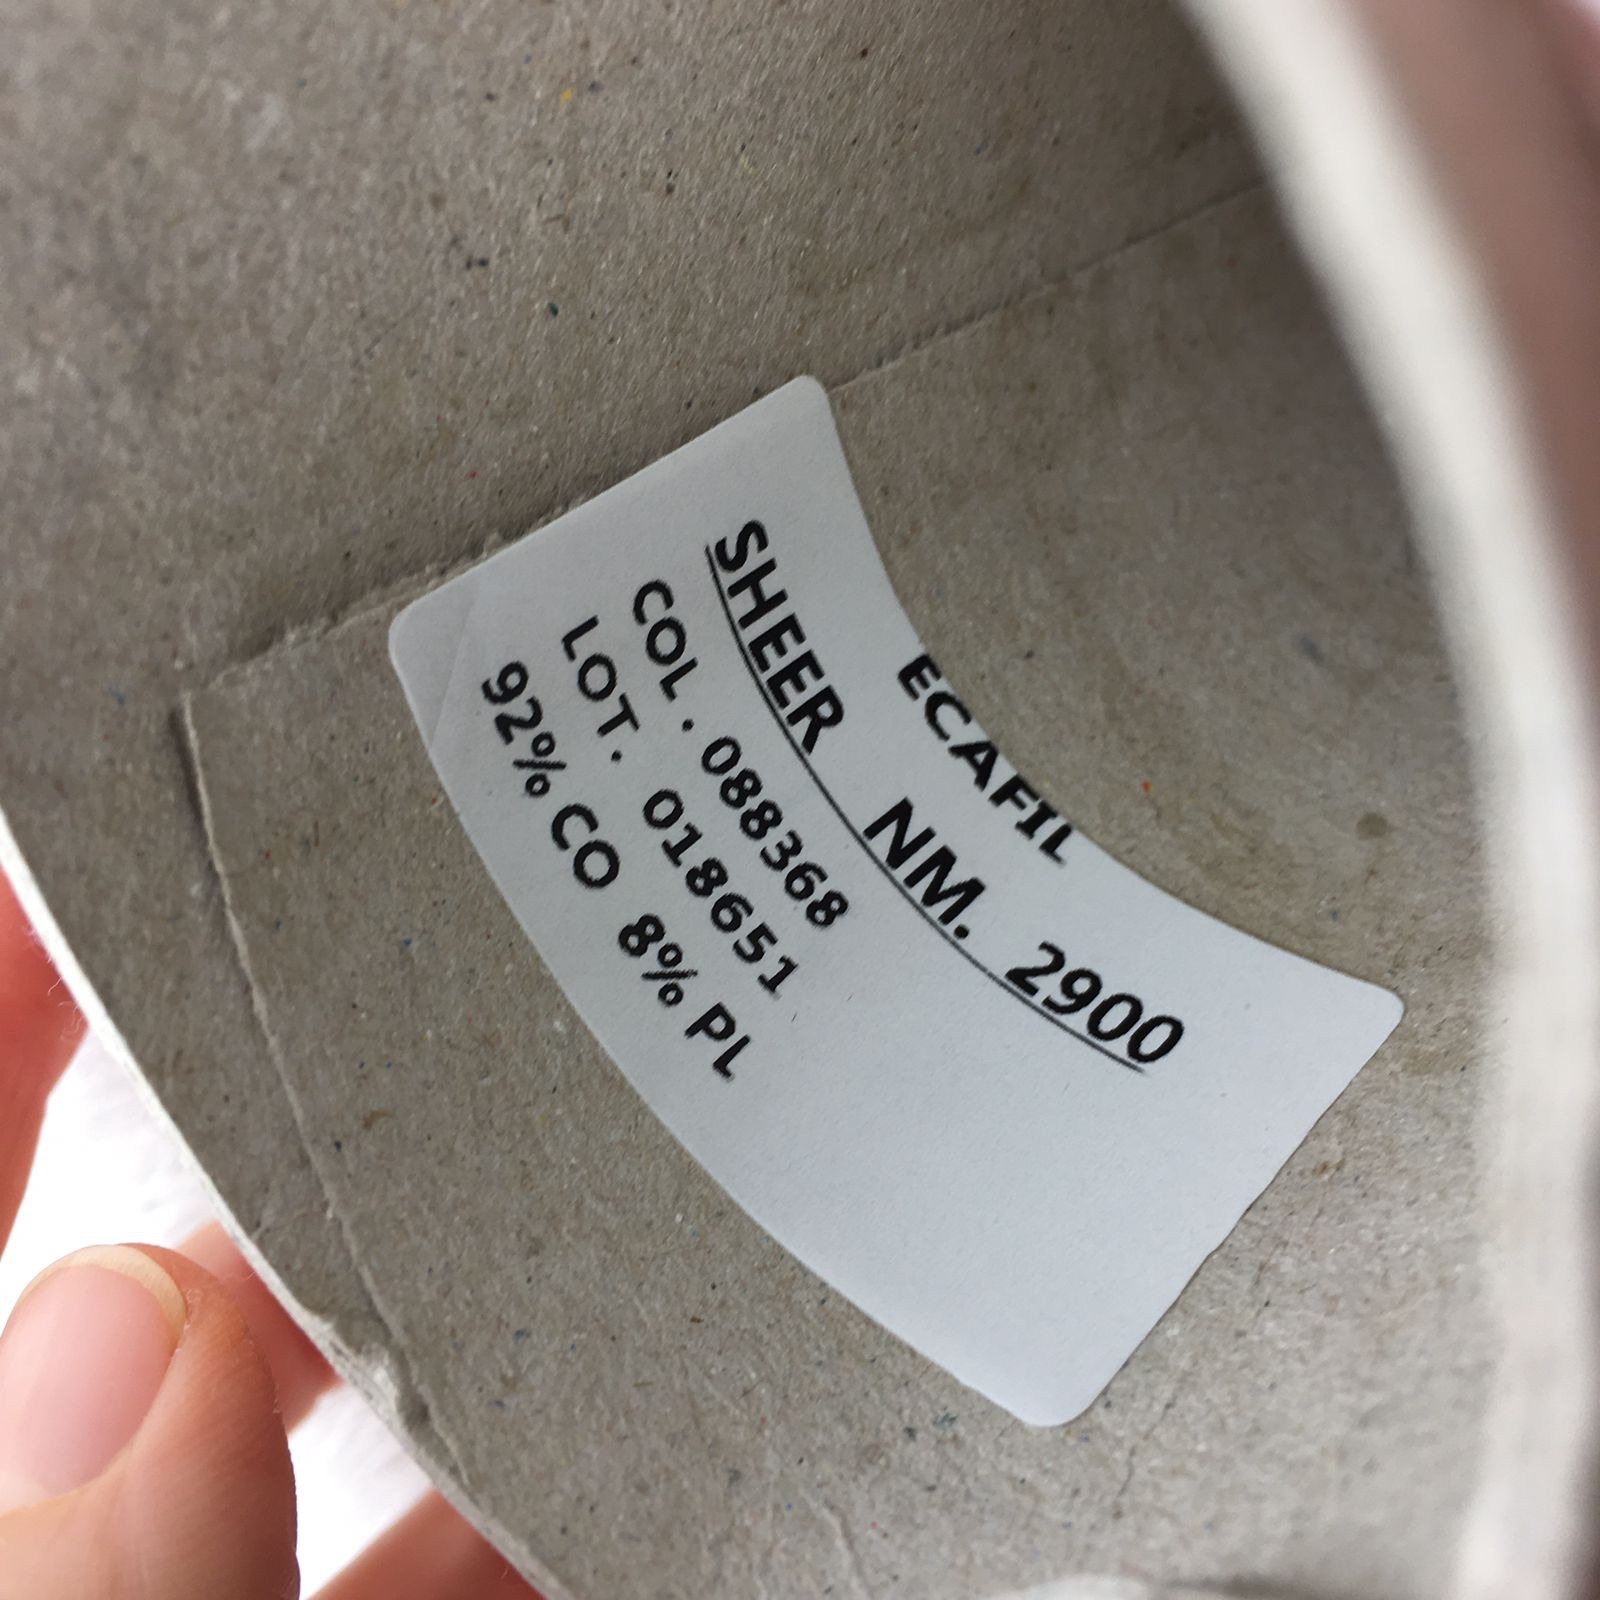 ECAFIL
SHEER NM. 2900
COL. 088368
LOT. 018651
92% CO 8% PL